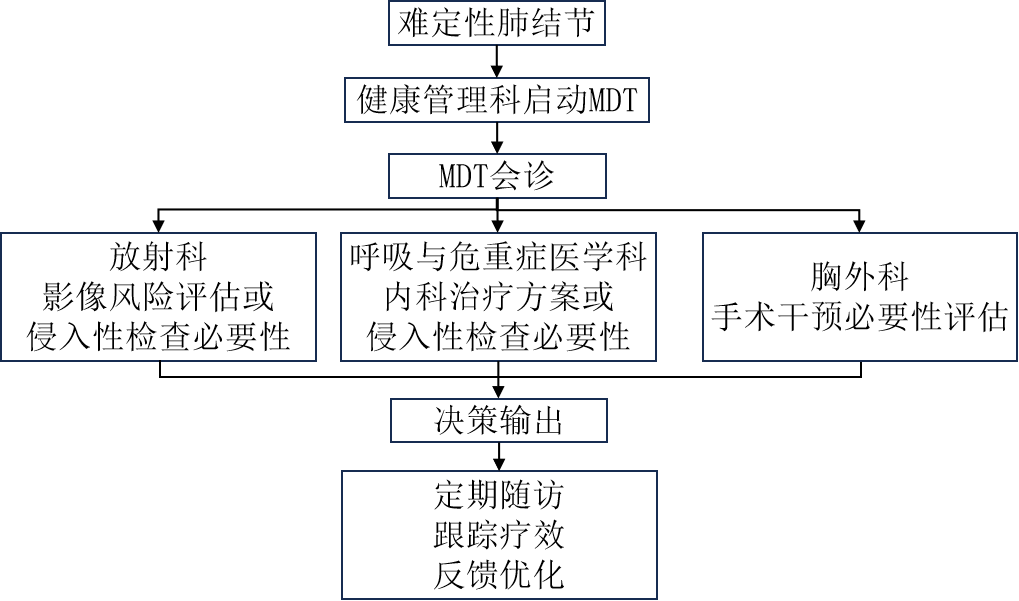 难定性肺结节
健康管理科启动MDT
MDT会诊
放射科
影像风险评估或
侵入性检查必要性
呼吸与危重症医学科
内科治疗方案或
侵入性检查必要性
胸外科
手术干预必要性评估
决策输出
定期随访
跟踪疗效
反馈优化